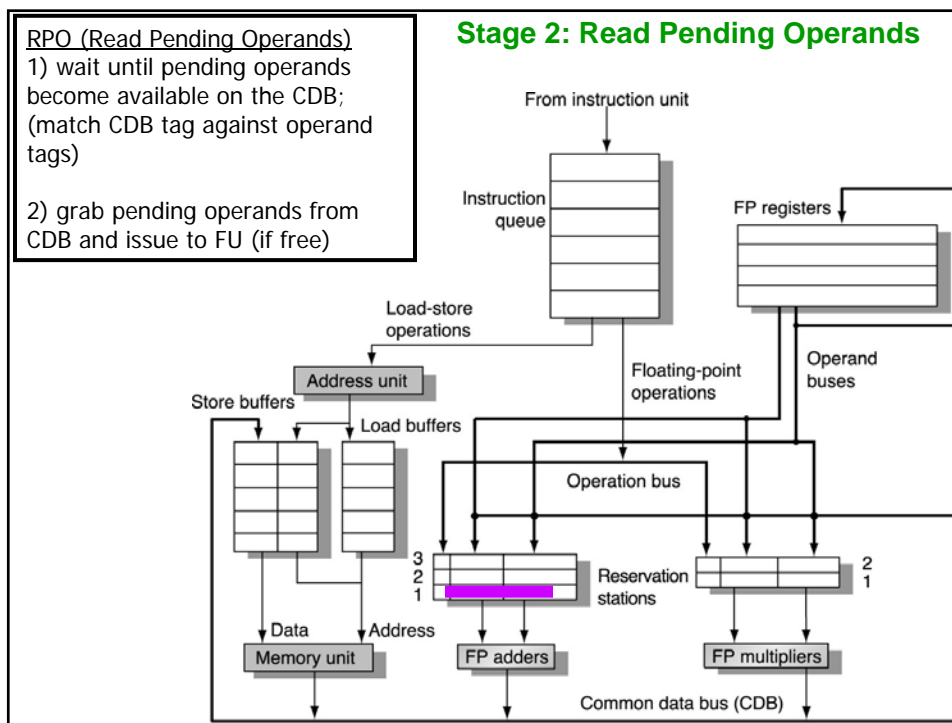 Stage 2: Read Pending Operands
RPO (Read Pending Operands)
1) wait until pending operands
become available on the CDB;
(match CDB tag against operand
tags)
2) grab pending operands from
CDB and issue to FU (if free)
From instruction unit
Instruction
queue
FP registers
Load-store
operations
Address unit
Floating-point
operations
Operand
buses
Store buffers
Load buffers
Operation bus
3
2
1
Reservation
stations
2
1
Data
Address
Memory unit
FP adders
FP multipliers
Common data bus (CDB)